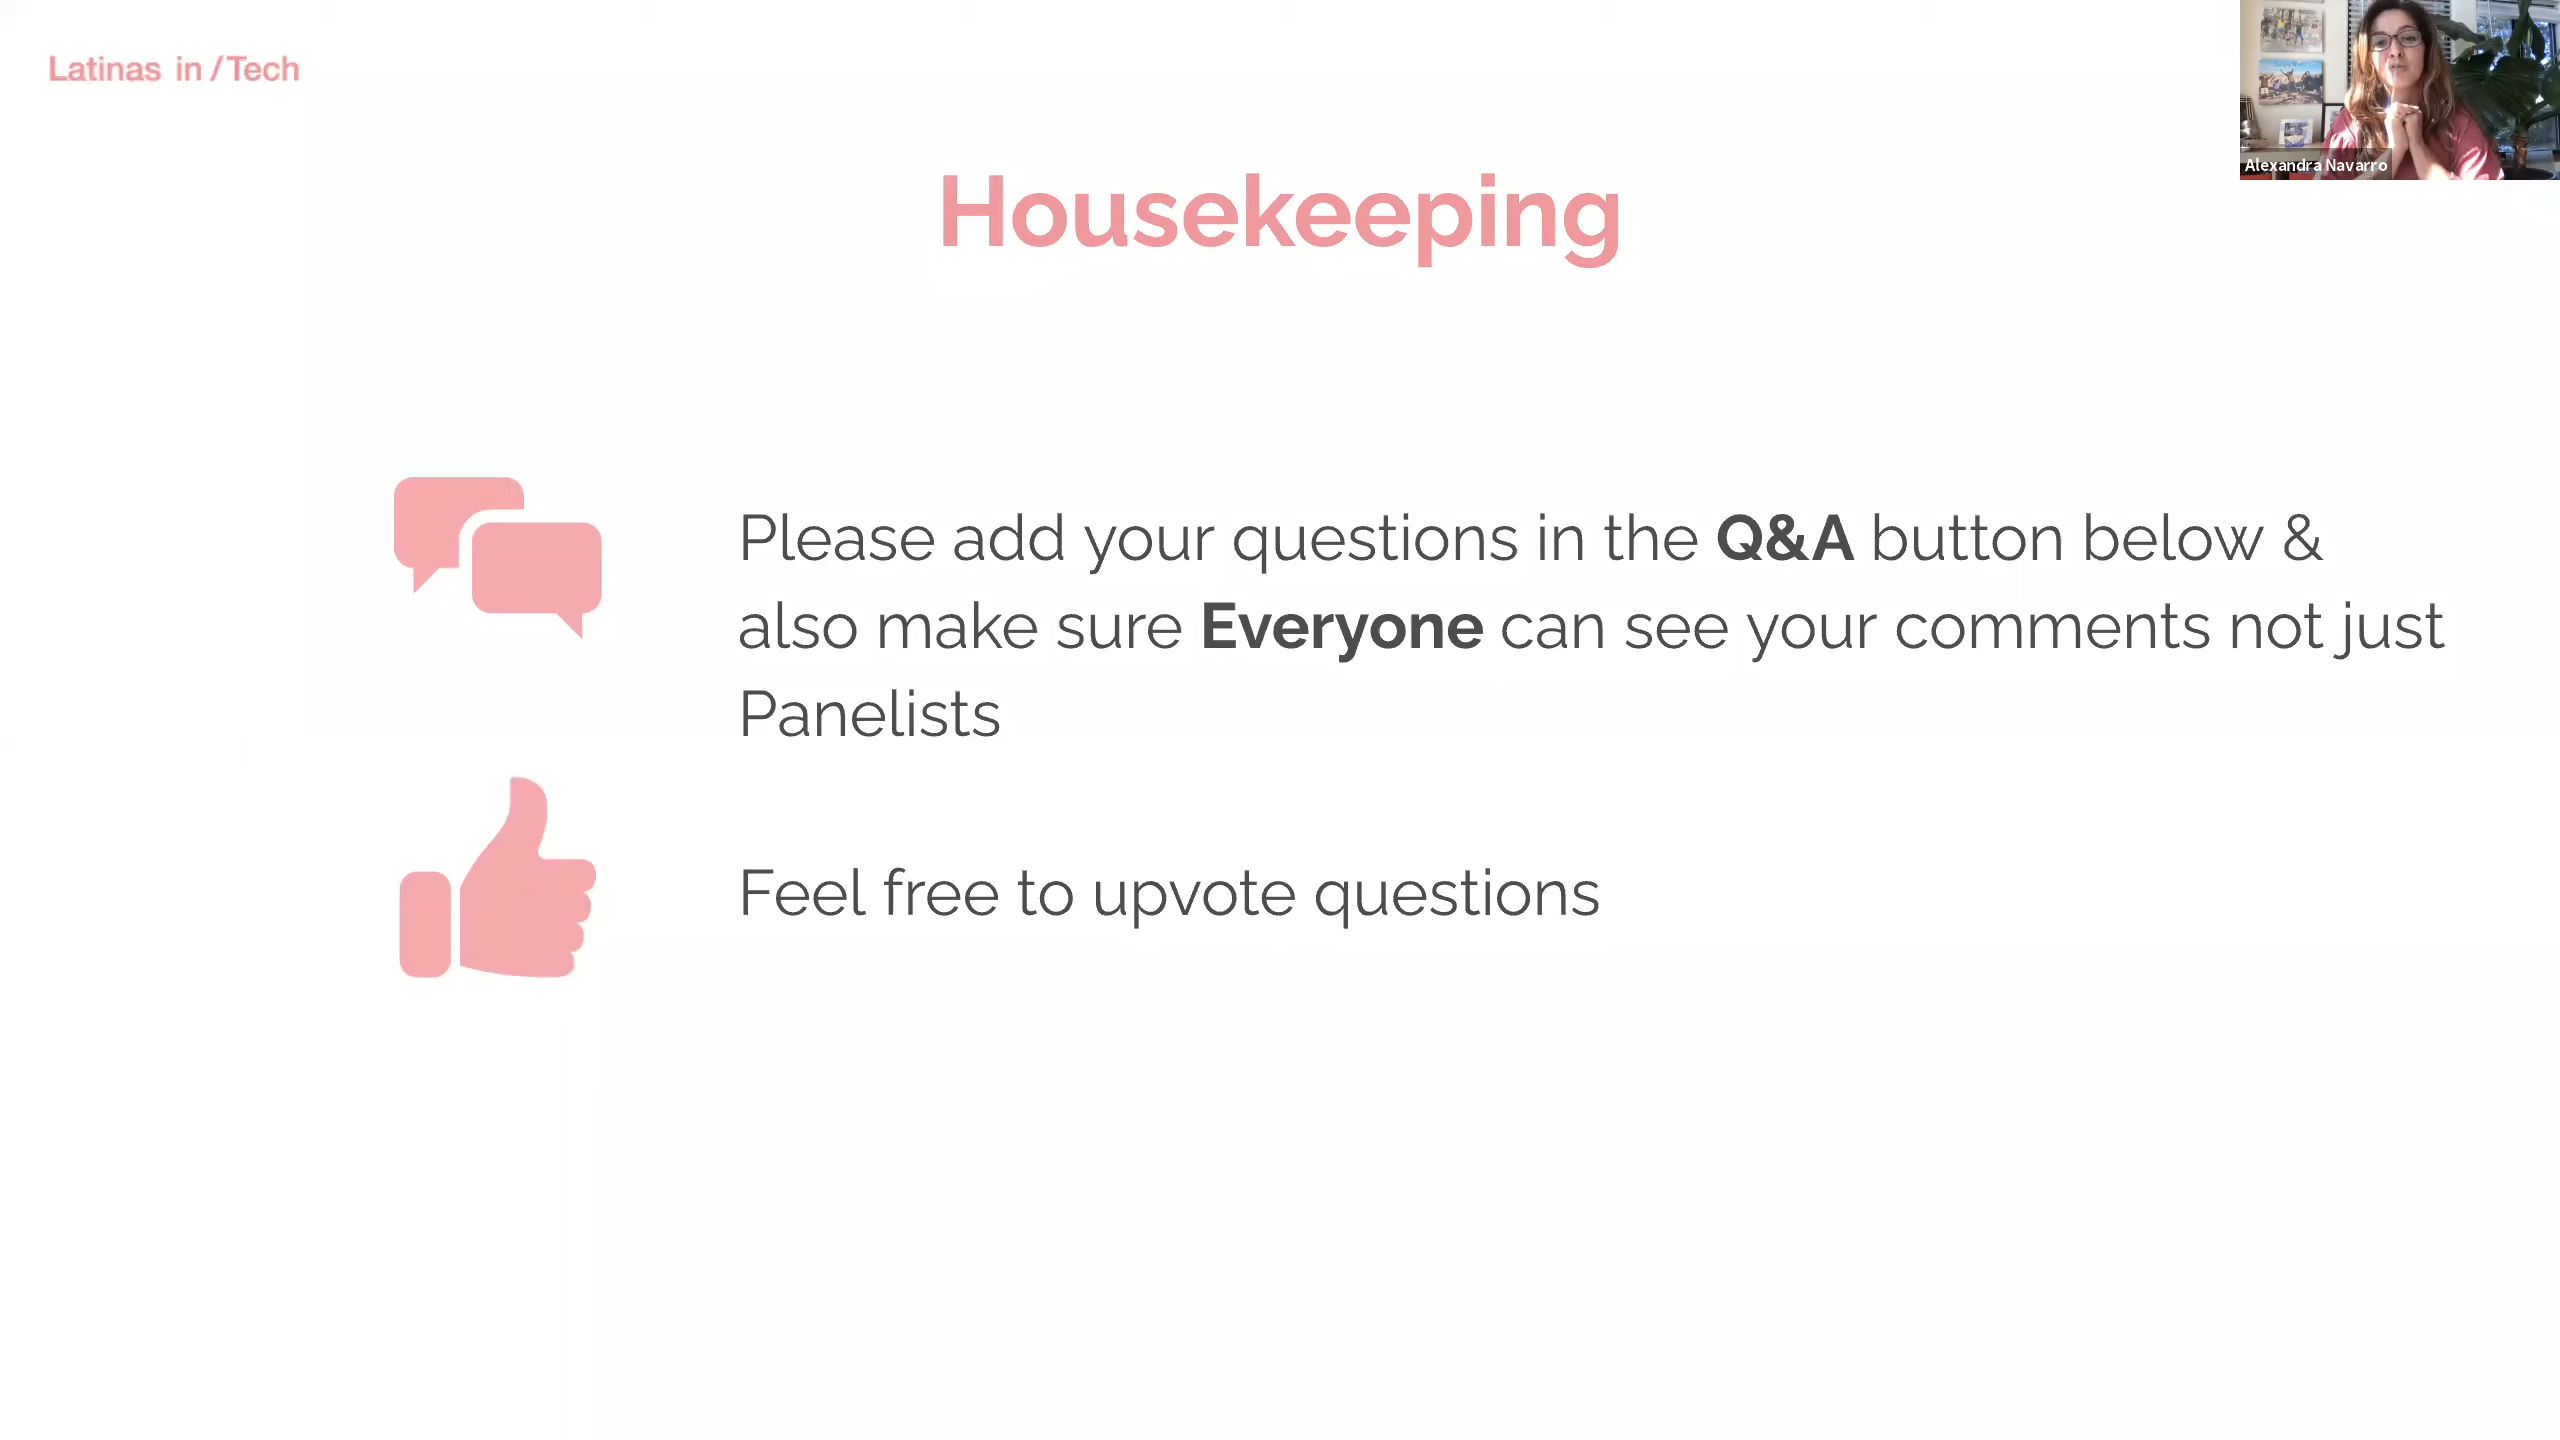 Latinas in /Tech
Alexandra Navarro
Housekeeping
Please add your questions in the Q&A button below &
also make sure Everyone can see your comments not just
Panelists
Feel free to upvote questions